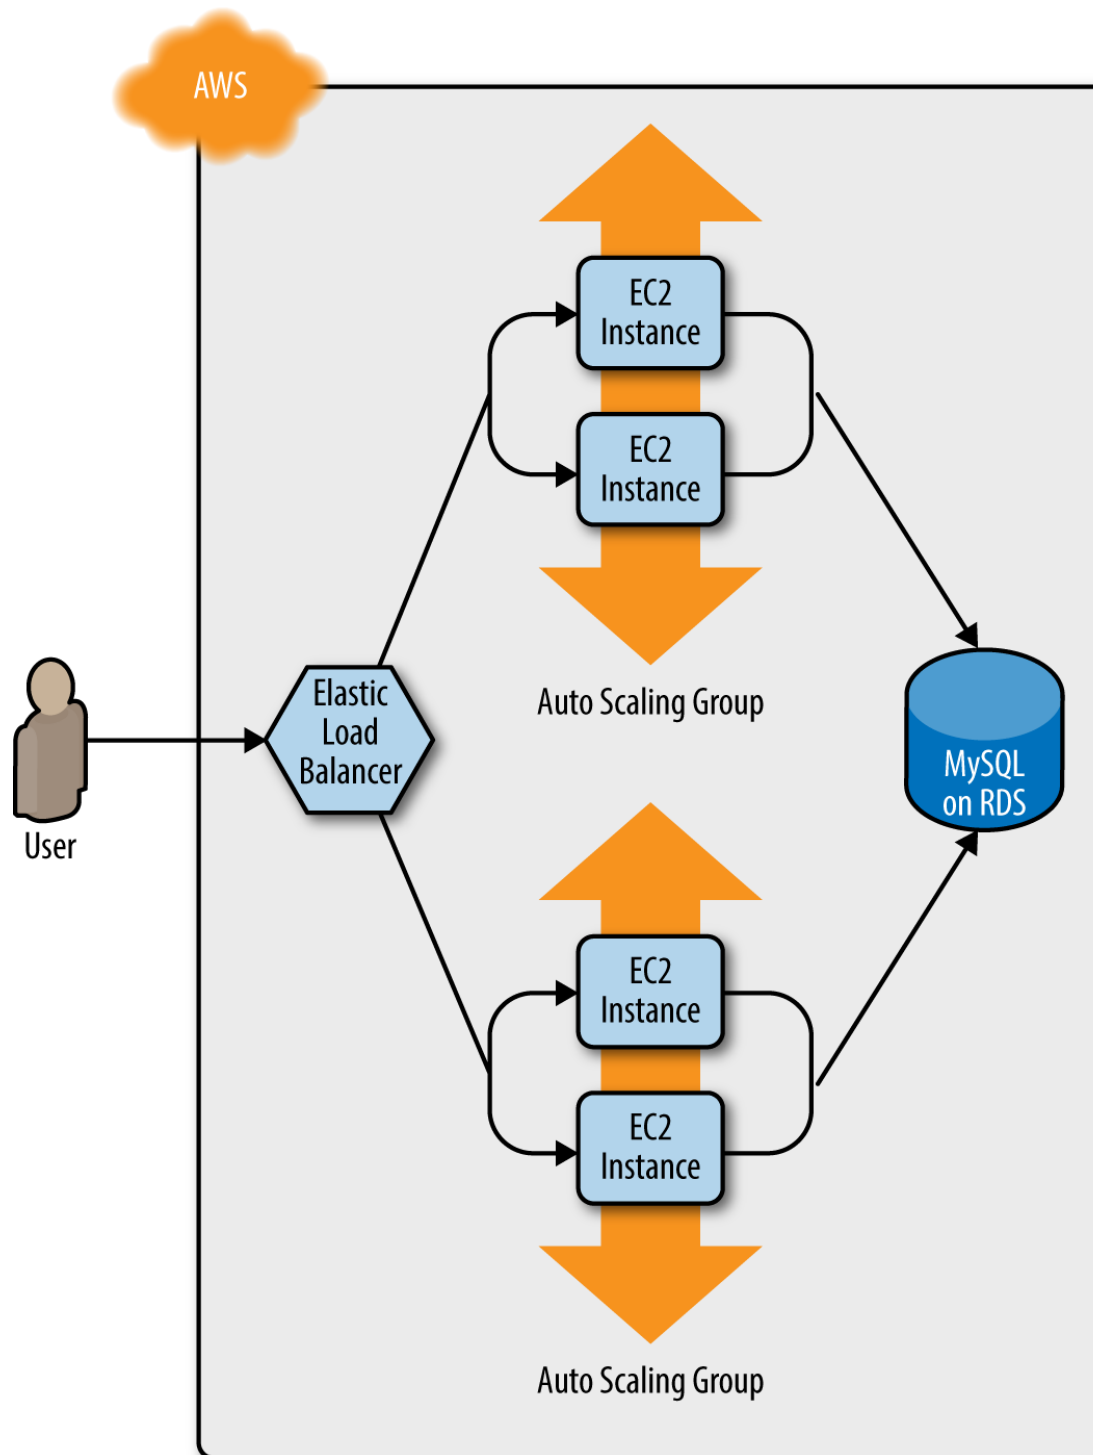 AWS
EC2
Instance
EC2
Instance
Auto Scaling Group
Elastic
Load
Balancer
User
MySQL
on RDS
EC2
Instance
EC2
Instance
Auto Scaling Group